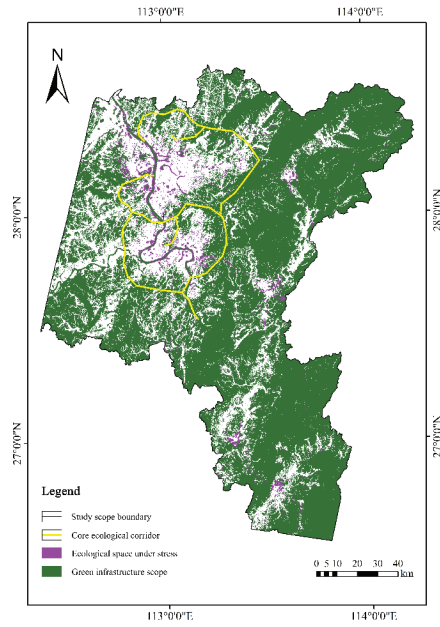 113°0'0"E 114°0'0"E
N
28°0'0"N 28°0'0"N
27°0'0"N 27°0'0"N
Legend
Study scope boundary
Core ecological corridor
Ecological space under stress
Green infrastructure scope
0 5 10 20 30 40
km
113°0'0"E 114°0'0"E